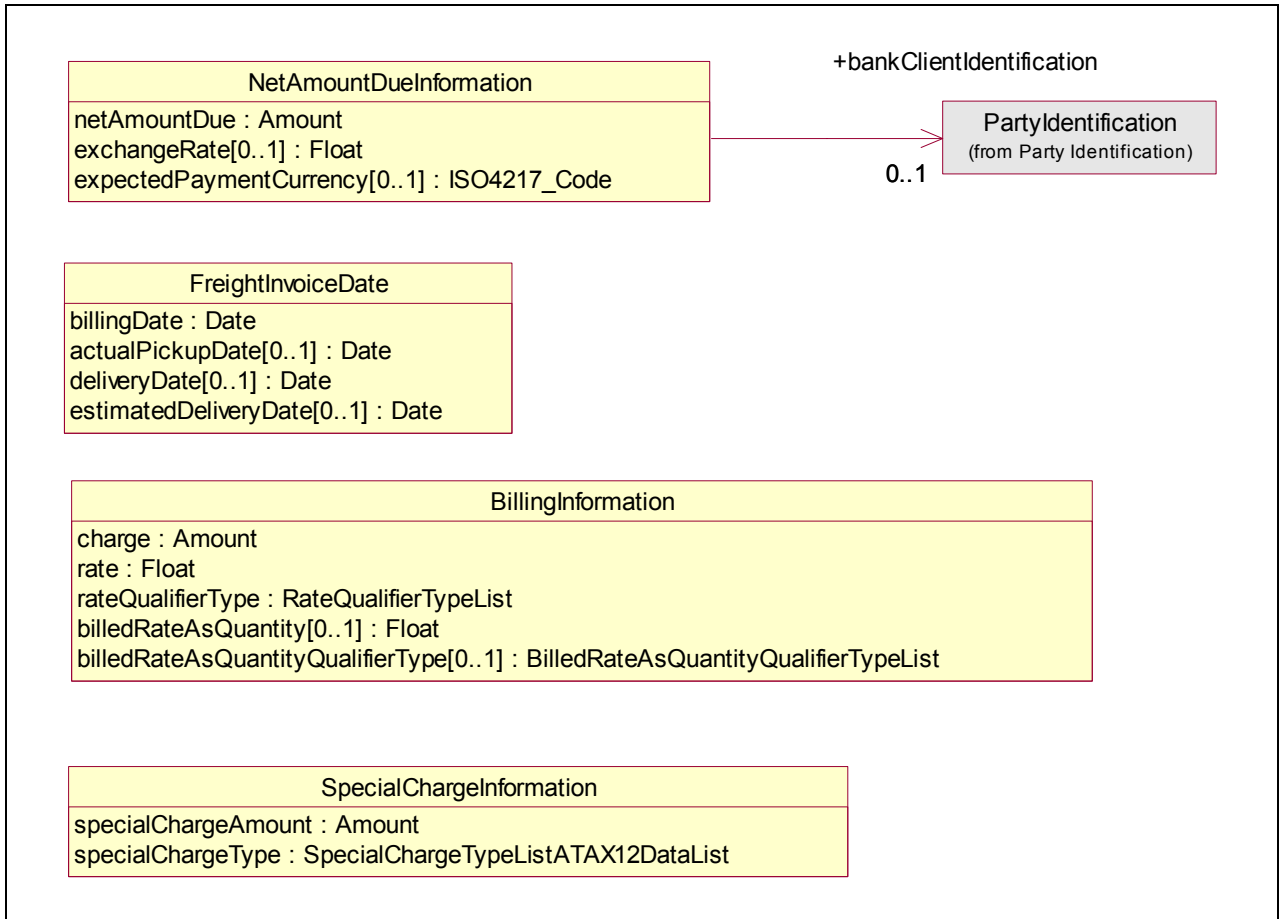 +bankClientIdentification
NetAmountDueInformation
netAmountDue : Amount
exchangeRate[0..1] : Float
expectedPaymentCurrency[0..1] : ISO4217_Code
PartyIdentification
(from Party Identification)
0..1
FreightInvoiceDate
billingDate : Date
actualPickupDate[0..1] : Date
deliveryDate[0..1] : Date
estimatedDeliveryDate[0..1] : Date
BillingInformation
charge : Amount
rate : Float
rateQualifierType : RateQualifierTypeList
billedRateAsQuantity[0..1] : Float
billedRateAsQuantityQualifierType[0..1] : BilledRateAsQuantityQualifierTypeList
SpecialChargeInformation
specialChargeAmount : Amount
specialChargeType : SpecialChargeTypeListATAX12DataList